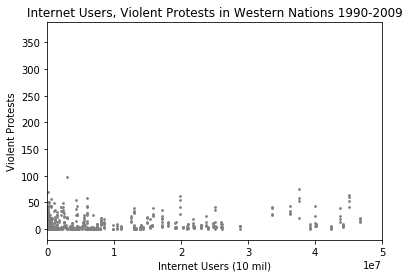 Internet Users, Violent Protests in Western Nations 1990-2009
350
300
250
200
150
100
50
0
Violent Protests
0 1 2 3 4 5
1e7
Internet Users (10 mil)